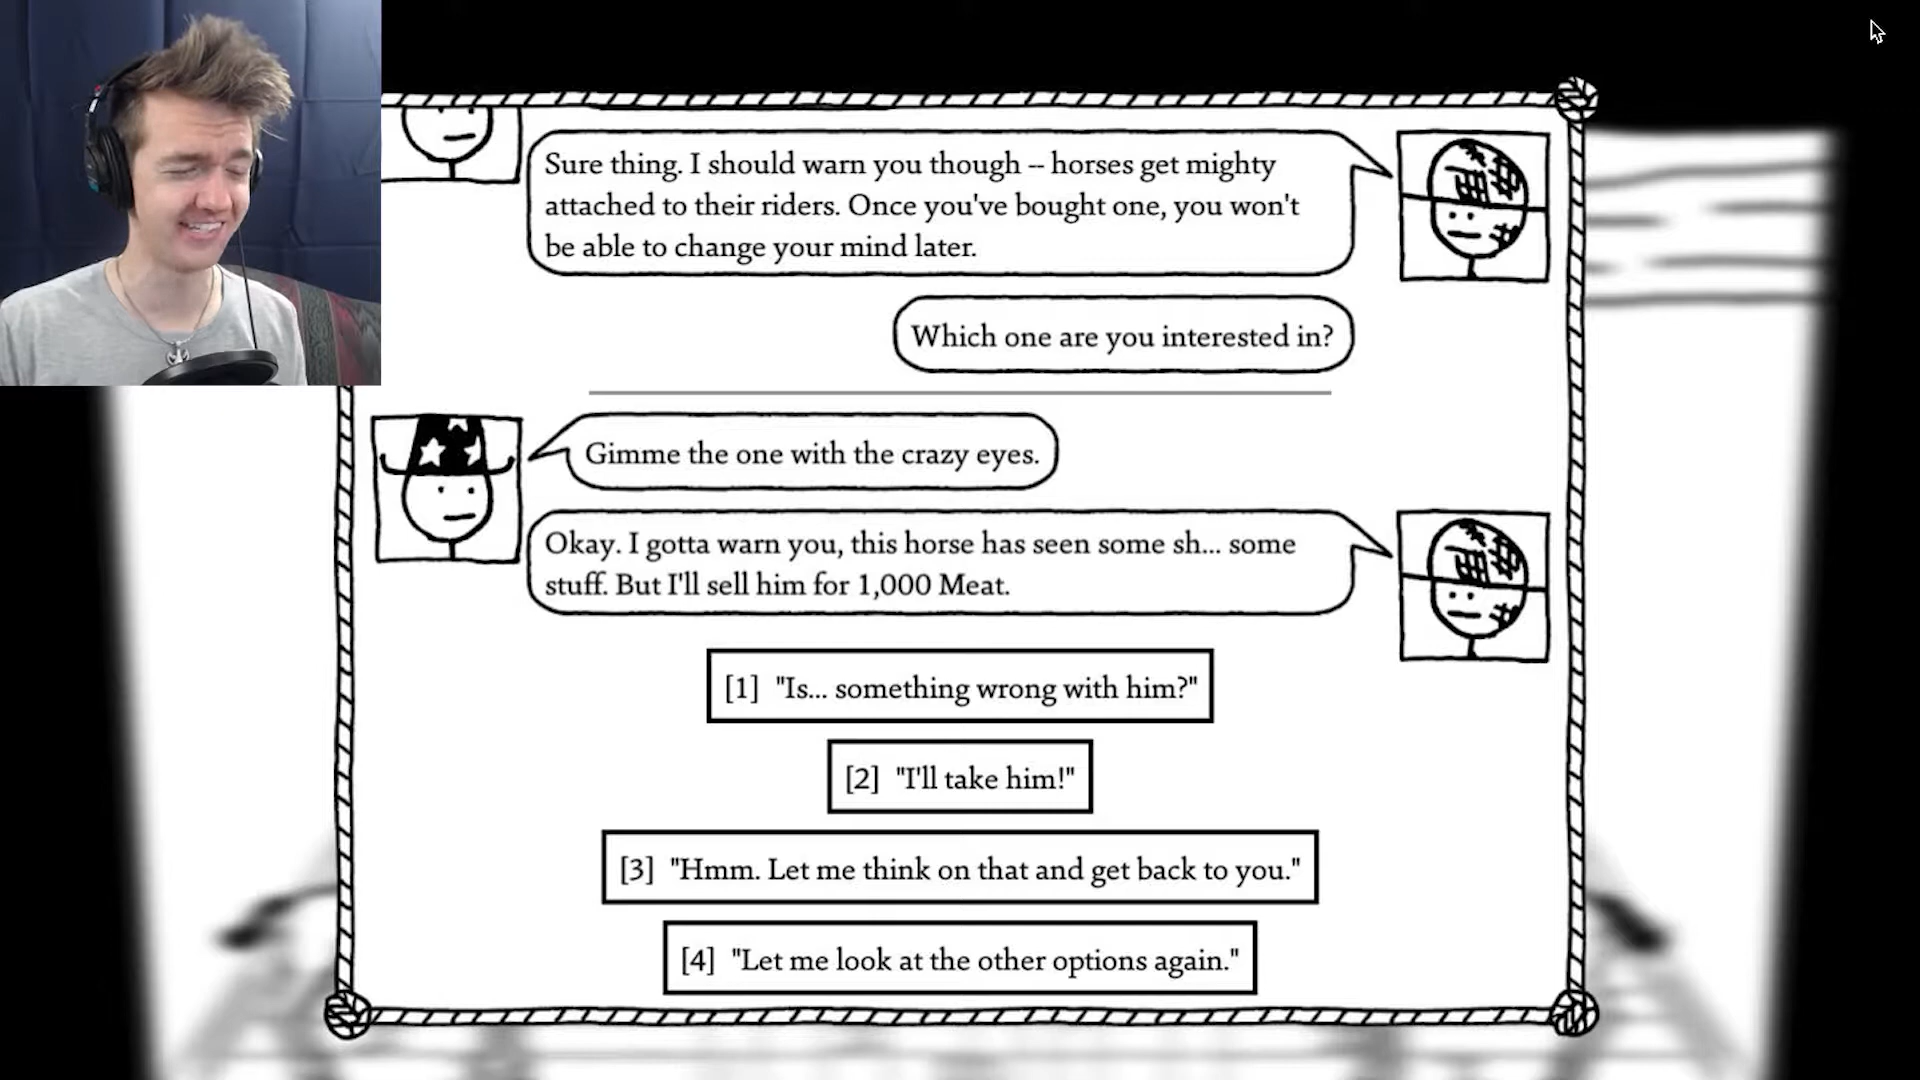 Sure thing. I should warn you though -- horses get mighty
attached to their riders. Once you've bought one, you won't
be able to change your mind later.
Which one are you interested in?
Gimme the one with the crazy eyes.
Okay. I gotta warn you, this horse has seen some sh... some
stuff. But I'll sell him for 1,000 Meat.
[1] "Is... something wrong with him?"
[2] "I'll take him!"
[3] "Hmm. Let me think on that and get back to you."
[4] "Let me look at the other options again."